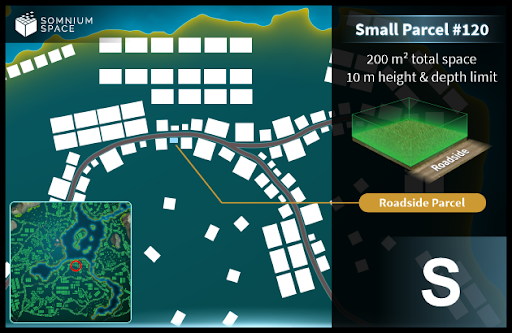 SOMNIUM
SPACE
Small Parcel #120
200 m² total space
10 m height & depth limit
Roadside
Roadside Parcel
S